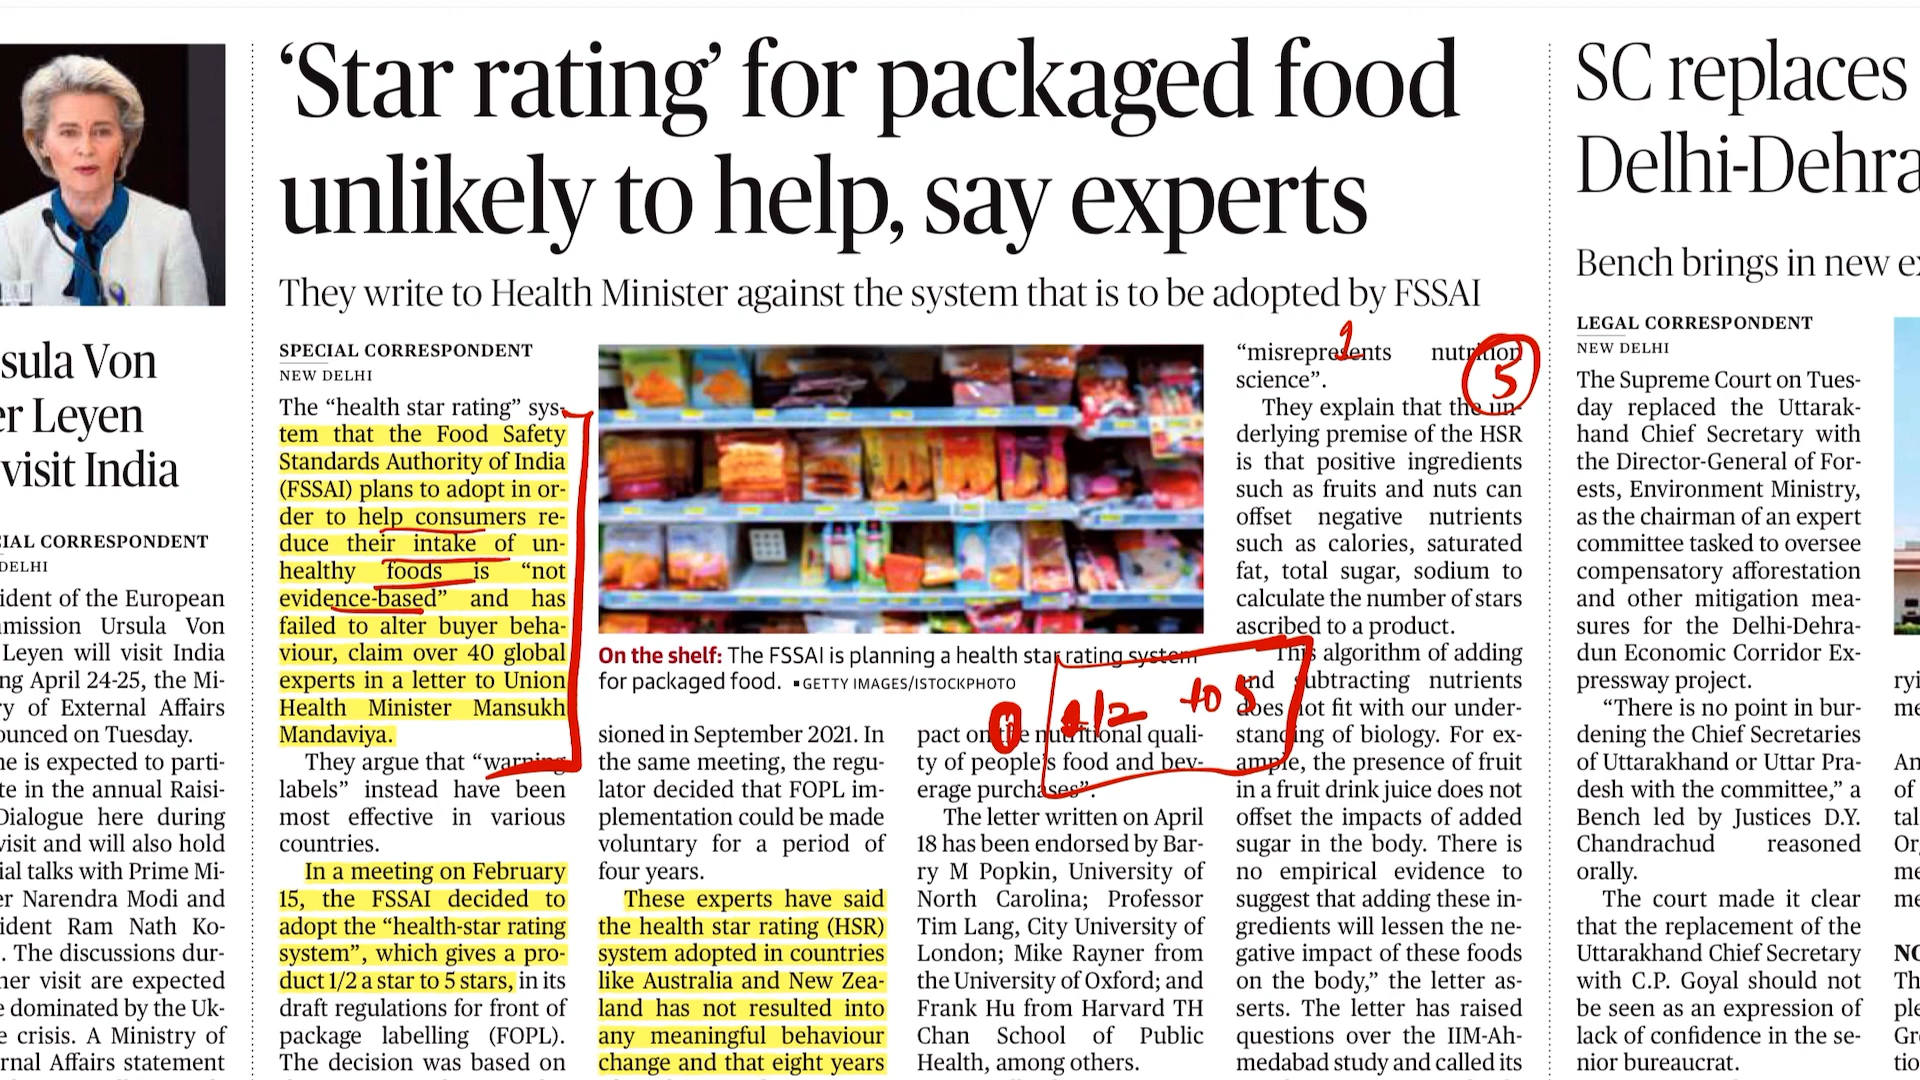 ‘Star rating’ for packaged food
unlikely to help, say experts
They write to Health Minister against the system that is to be adopted by FSSAI
SPECIAL CORRESPONDENT
NEW DELHI
The “health star rating” sys-
tem that the Food Safety
Standards Authority of India
(FSSAI) plans to adopt in or-
der to help consumers re-
duce their intake of un-
healthy foods is “not
evidence-based” and has
failed to alter buyer beha-
viour, claim over 40 global
experts in a letter to Union
Health Minister Mansukh
Mandaviya.
They argue that “warning
labels” instead have been
most effective in various
countries.
In a meeting on February
15, the FSSAI decided to
adopt the “health-star rating
system”, which gives a pro-
duct 1/2 a star to 5 stars, in its
draft regulations for front of
package labelling (FOPL).
The decision was based on
On the shelf: The FSSAI is planning a health star rating system
for packaged food. ▪GETTY IMAGES/ISTOCKPHOTO
sioned in September 2021. In
the same meeting, the regu-
lator decided that FOPL im-
plementation could be made
voluntary for a period of
four years.
These experts have said
the health star rating (HSR)
system adopted in countries
like Australia and New Zea-
land has not resulted into
any meaningful behaviour
change and that eight years
pact on the nutritional quali-
ty of people’s food and bev-
erage purchases”.
The letter written on April
18 has been endorsed by Bar-
ry M Popkin, University of
North Carolina; Professor
Tim Lang, City University of
London; Mike Rayner from
the University of Oxford; and
Frank Hu from Harvard TH
Chan School of Public
Health, among others.
“misrepresents nutrition
science”.
They explain that the un-
derlying premise of the HSR
is that positive ingredients
such as fruits and nuts can
offset negative nutrients
such as calories, saturated
fat, total sugar, sodium to
calculate the number of stars
ascribed to a product.
This algorithm of adding
and subtracting nutrients
does not fit with our under-
standing of biology. For ex-
ample, the presence of fruit
in a fruit drink juice does not
offset the impacts of added
sugar in the body. There is
no empirical evidence to
suggest that adding these in-
gredients will lessen the ne-
gative impact of these foods
on the body,” the letter as-
serts. The letter has raised
questions over the IIM-Ah-
medabad study and called its
1
5
0
1/2 to 5
sula Von
er Leyen
visit India
CIAL CORRESPONDENT
DELHI
ident of the European
mmission Ursula Von
Leyen will visit India
ng April 24-25, the Mi-
ry of External Affairs
ounced on Tuesday.
he is expected to parti-
te in the annual Raisi-
Dialogue here during
visit and will also hold
ial talks with Prime Mi-
er Narendra Modi and
ident Ram Nath Ko-
. The discussions dur-
her visit are expected
e dominated by the Uk-
e crisis. A Ministry of
rnal Affairs statement
SC replaces
Delhi-Dehra
Bench brings in new ex
LEGAL CORRESPONDENT
NEW DELHI
The Supreme Court on Tues-
day replaced the Uttarak-
hand Chief Secretary with
the Director-General of For-
ests, Environment Ministry,
as the chairman of an expert
committee tasked to oversee
compensatory afforestation
and other mitigation mea-
sures for the Delhi-Dehra-
dun Economic Corridor Ex-
pressway project.
“There is no point in bur-
dening the Chief Secretaries
of Uttarakhand or Uttar Pra-
desh with the committee,” a
Bench led by Justices D.Y.
Chandrachud reasoned
orally.
The court made it clear
that the replacement of the
Uttarakhand Chief Secretary
with C.P. Goyal should not
be seen as an expression of
lack of confidence in the se-
nior bureaucrat.